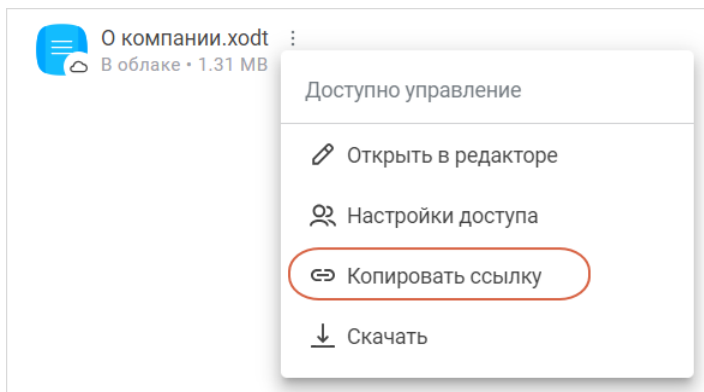 О компании.xodt
В облаке • 1.31 MB
Доступно управление
Открыть в редакторе
Настройки доступа
Копировать ссылку
Скачать